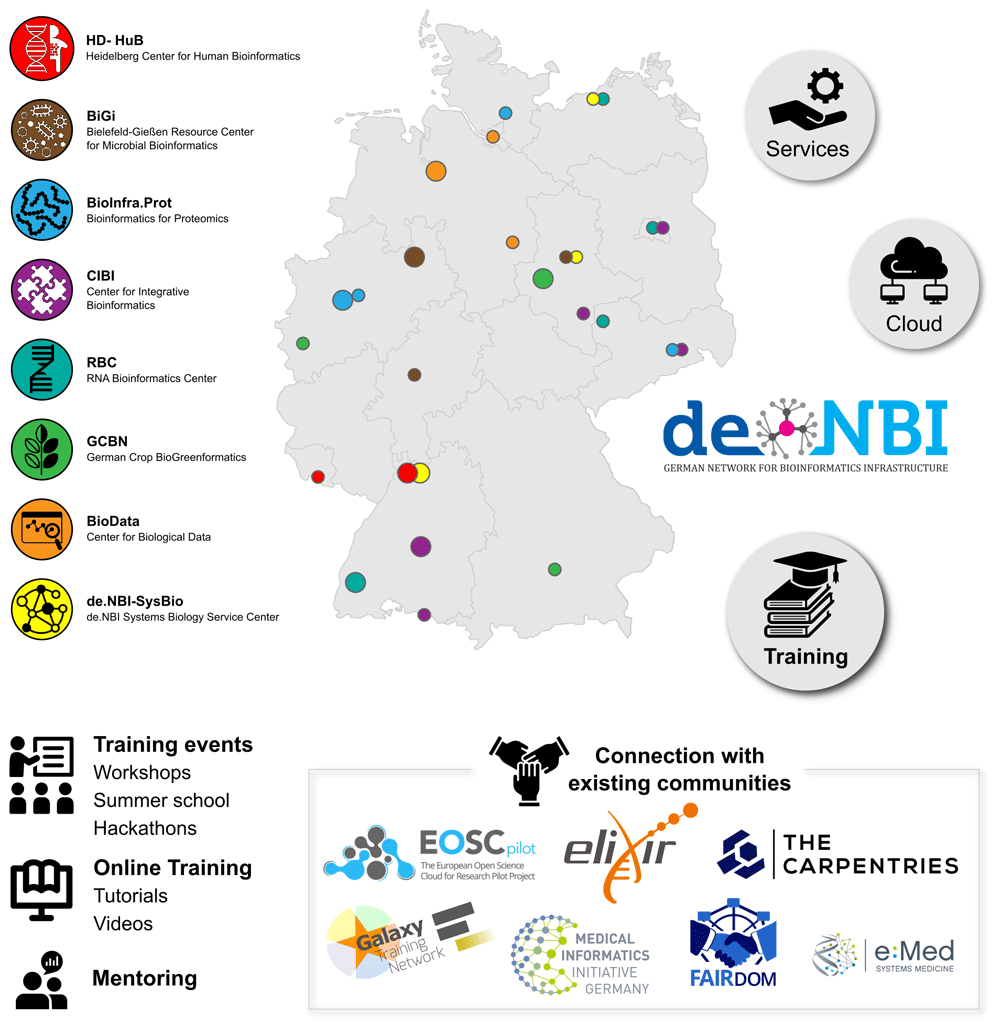 HD- HuB
Heidelberg Center for Human Bioinformatics
BiGi
Bielefeld-Gießen Resource Center
for Microbial Bioinformatics
BioInfra.Prot
Bioinformatics for Proteomics
CIBI
Center for Integrative
Bioinformatics
RBC
RNA Bioinformatics Center
GCBN
German Crop BioGreenformatics
BioData
Center for Biological Data
de.NBI-SysBio
de.NBI Systems Biology Service Center
Services
Cloud
de NBI
GERMAN NETWORK FOR BIOINFORMATICS INFRASTRUCTURE
Training
Training events
Workshops
Summer school
Hackathons
Online Training
Tutorials
Videos
Mentoring
Connection with
existing communities
EOSCpilot
The European Open Science
Cloud for Research Pilot Project
elixir
THE
CARPENTRIES
Galaxy
Training
Network
MEDICAL
INFORMATICS
INITIATIVE
GERMANY
FAIRDOM
e:Med
SYSTEMS MEDICINE